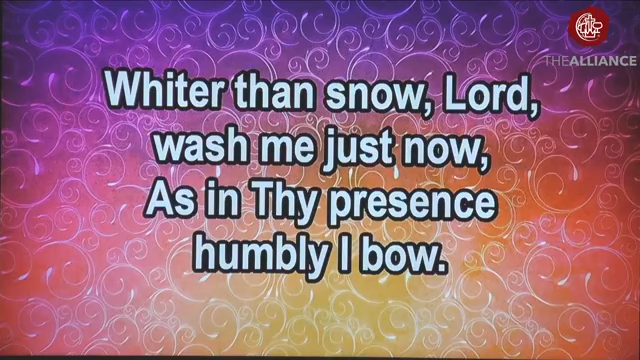 THEALLIANCE
Whiter than snow, Lord,
wash me just now,
As in Thy presence
humbly I bow.